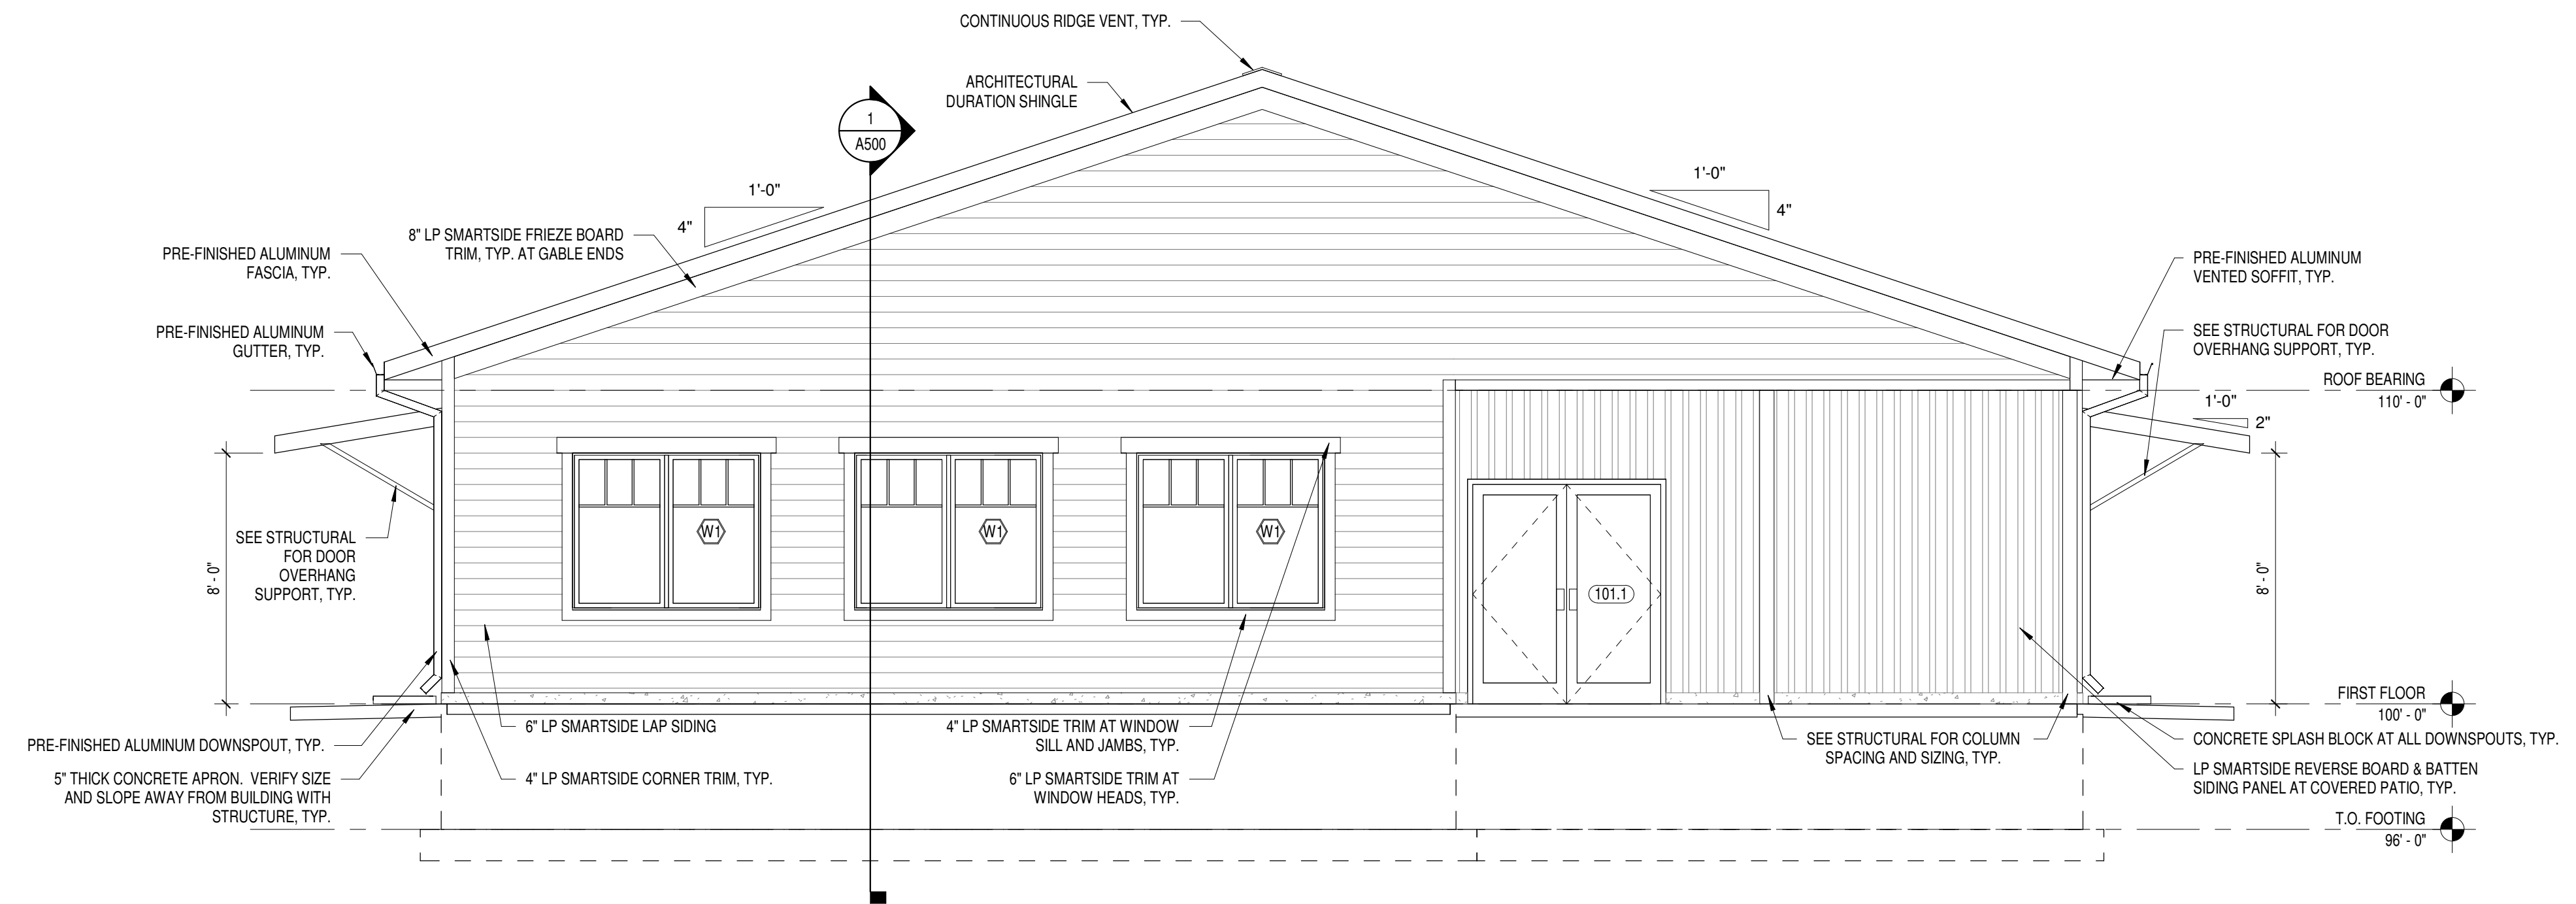 CONTINUOUS RIDGE VENT, TYP.
ARCHITECTURAL
DURATION SHINGLE
1
A500
1'-0"
4"
1'-0"
4"
8" LP SMARTSIDE FRIEZE BOARD
TRIM, TYP. AT GABLE ENDS
PRE-FINISHED ALUMINUM
FASCIA, TYP.
PRE-FINISHED ALUMINUM
GUTTER, TYP.
PRE-FINISHED ALUMINUM
VENTED SOFFIT, TYP.
SEE STRUCTURAL FOR DOOR
OVERHANG SUPPORT, TYP.
ROOF BEARING
110' - 0"
1'-0"
2"
SEE STRUCTURAL
FOR DOOR
OVERHANG
SUPPORT, TYP.
8' - 0"
W1
W1
W1
101.1
8' - 0"
FIRST FLOOR
100' - 0"
6" LP SMARTSIDE LAP SIDING
4" LP SMARTSIDE TRIM AT WINDOW
SILL AND JAMBS, TYP.
PRE-FINISHED ALUMINUM DOWNSPOUT, TYP.
SEE STRUCTURAL FOR COLUMN
SPACING AND SIZING, TYP.
CONCRETE SPLASH BLOCK AT ALL DOWNSPOUTS, TYP.
5" THICK CONCRETE APRON. VERIFY SIZE
AND SLOPE AWAY FROM BUILDING WITH
STRUCTURE, TYP.
4" LP SMARTSIDE CORNER TRIM, TYP.
6" LP SMARTSIDE TRIM AT
WINDOW HEADS, TYP.
LP SMARTSIDE REVERSE BOARD & BATTEN
SIDING PANEL AT COVERED PATIO, TYP.
T.O. FOOTING
96' - 0"